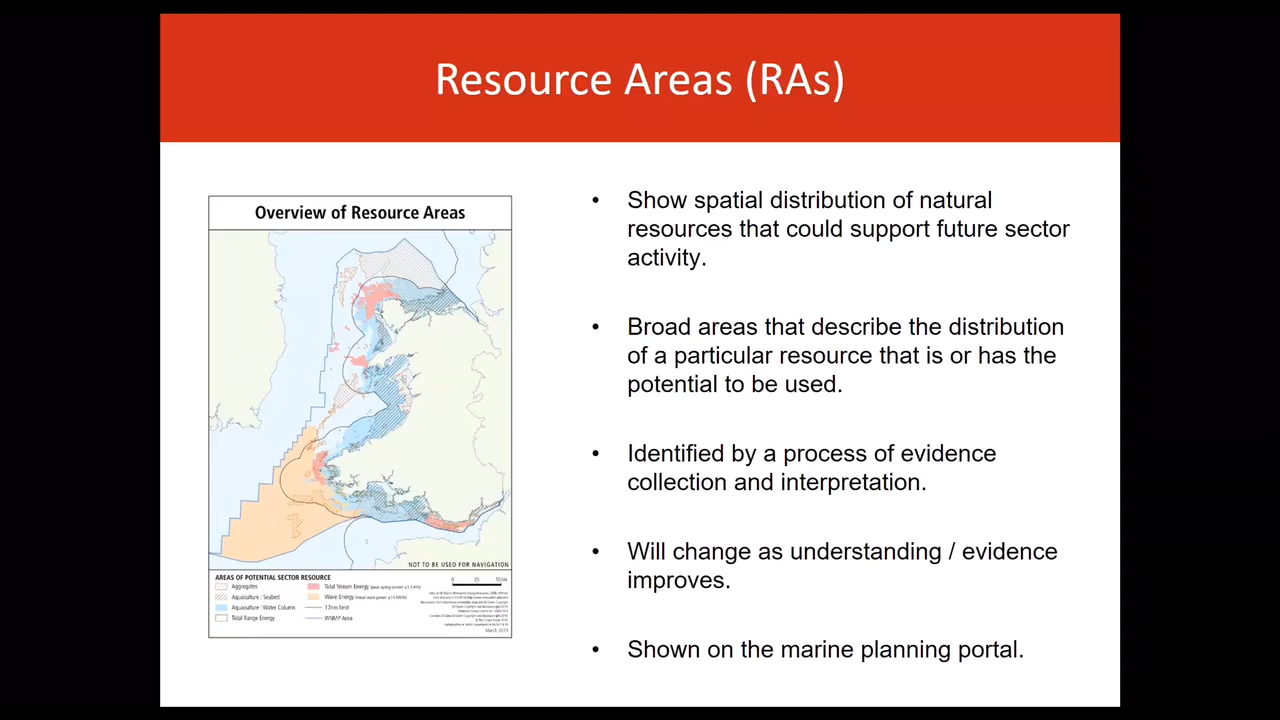 Resource Areas (RAs)
Overview of Resource Areas
NOT TO BE USED FOR NAVIGATION
AREAS OF POTENTIAL SECTOR RESOURCE
Aggregates
Aquaculture : Seabed
Aquaculture : Water Column
Tidal Range Energy
Tidal Stream Energy
Wave Energy
12nm limit
WNMP Area
0 25 50 km
March 2019
• Show spatial distribution of natural
resources that could support future sector
activity.
• Broad areas that describe the distribution
of a particular resource that is or has the
potential to be used.
• Identified by a process of evidence
collection and interpretation.
• Will change as understanding / evidence
improves.
• Shown on the marine planning portal.